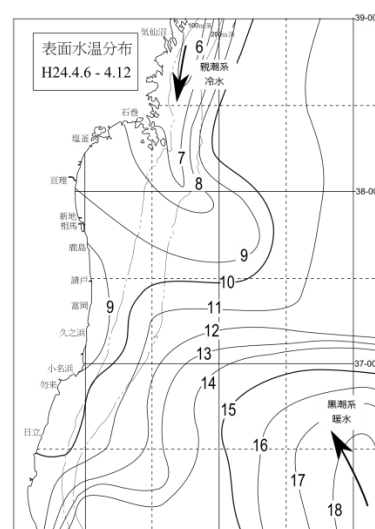 表面水温分布
H24.4.6 - 4.12
気仙沼
100m
200m
39-00
6
親潮系
冷水
石巻
塩釜
7
8
38-00
亘理
新地
相馬
鹿島
9
請戸
10
富岡
9
11
久之浜
12
13
37-00
小名浜
勿来
14
15
黒潮系
暖水
日立
16
17
18